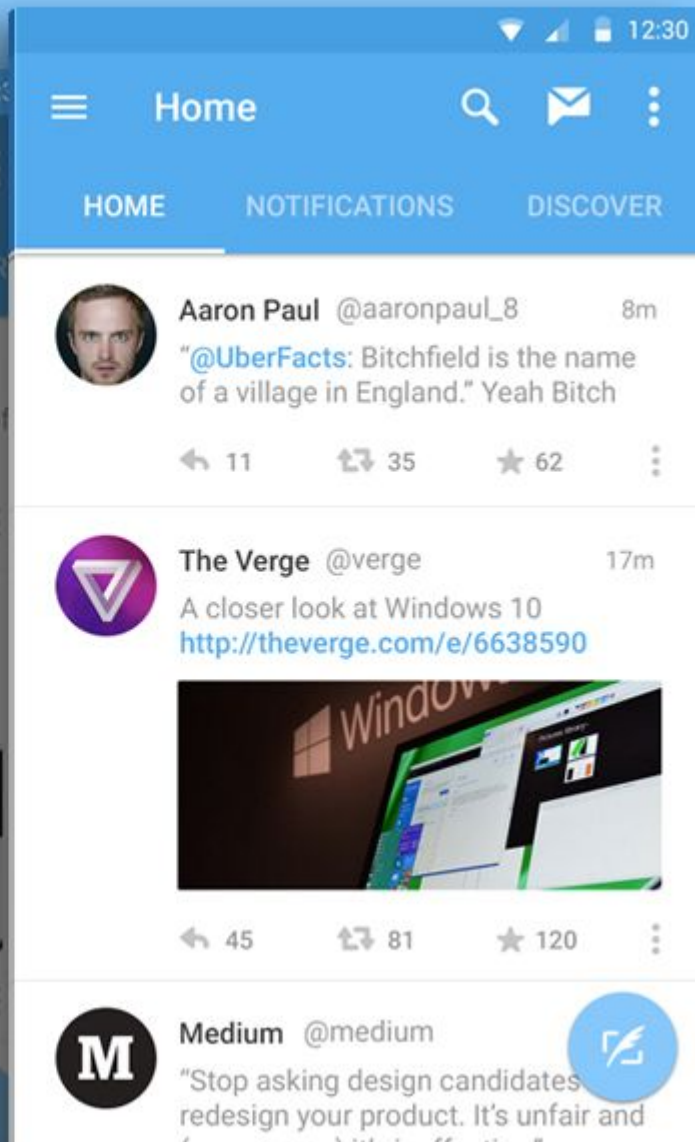 12:30
Home
HOME NOTIFICATIONS DISCOVER
Aaron Paul @aaronpaul_8 8m
"@UberFacts: Bitchfield is the name
of a village in England." Yeah Bitch
11 35 62
The Verge @verge 17m
A closer look at Windows 10
http://theverge.com/e/6638590
Windows
45 81 120
M
Medium @medium
"Stop asking design candidates
redesign your product. It's unfair and